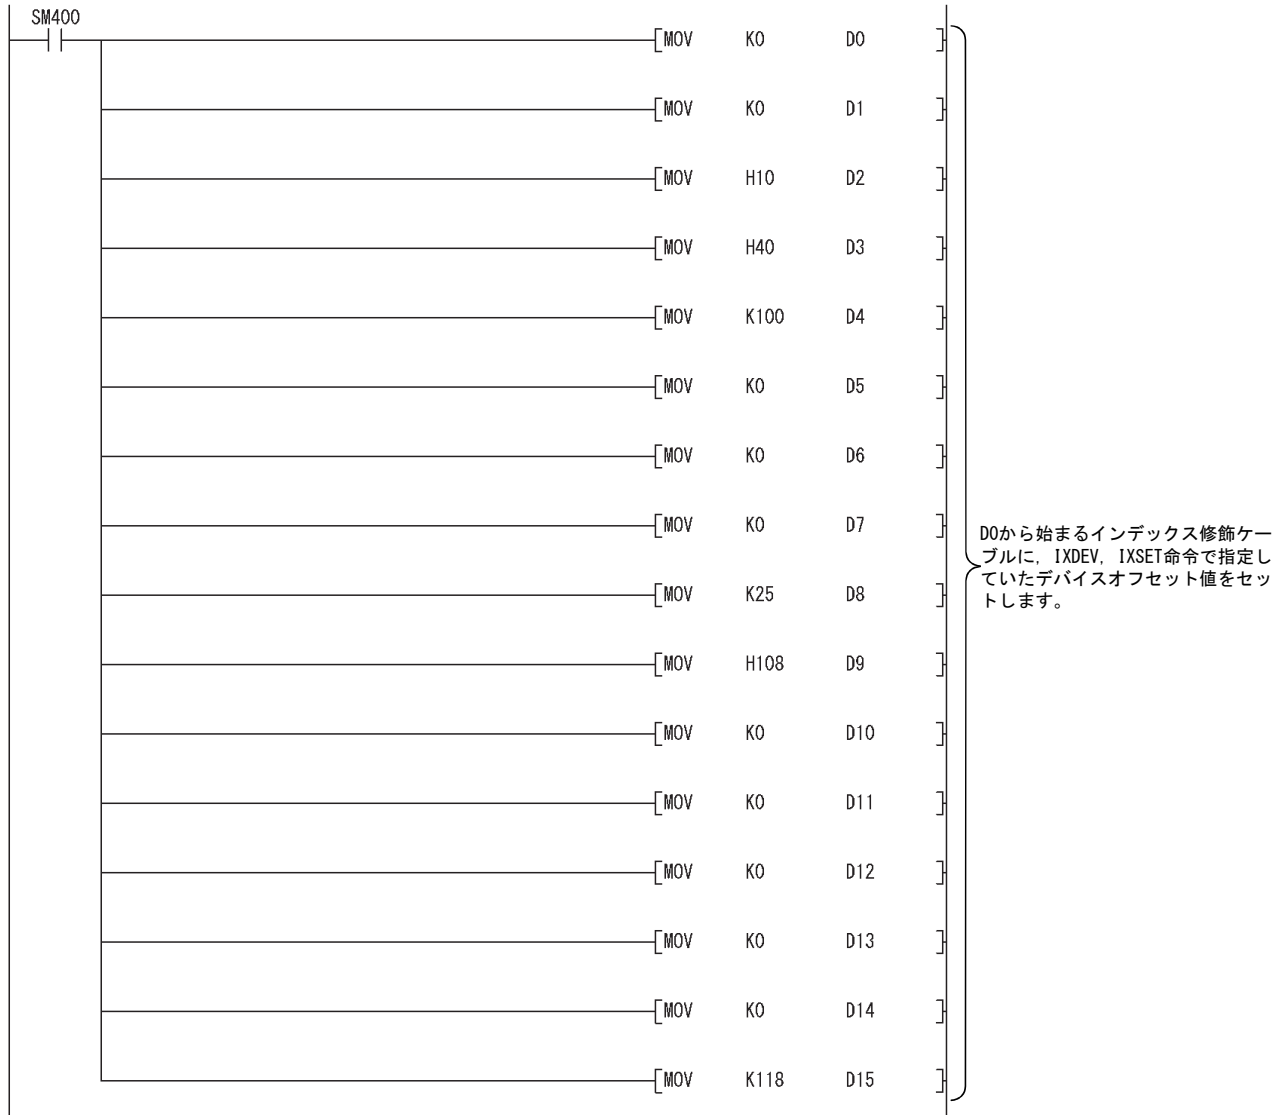 SM400
[MOV K0 D0 ]
[MOV K0 D1 ]
[MOV H10 D2 ]
[MOV H40 D3 ]
[MOV K100 D4 ]
[MOV K0 D5 ]
[MOV K0 D6 ]
[MOV K0 D7 ]
D0から始まるインデックス修飾ケー
ブルに, IXDEV, IXSET命令で指定し
ていたデバイスオフセット値をセッ
トします。
[MOV K25 D8 ]
[MOV H108 D9 ]
[MOV K0 D10 ]
[MOV K0 D11 ]
[MOV K0 D12 ]
[MOV K0 D13 ]
[MOV K0 D14 ]
[MOV K118 D15 ]